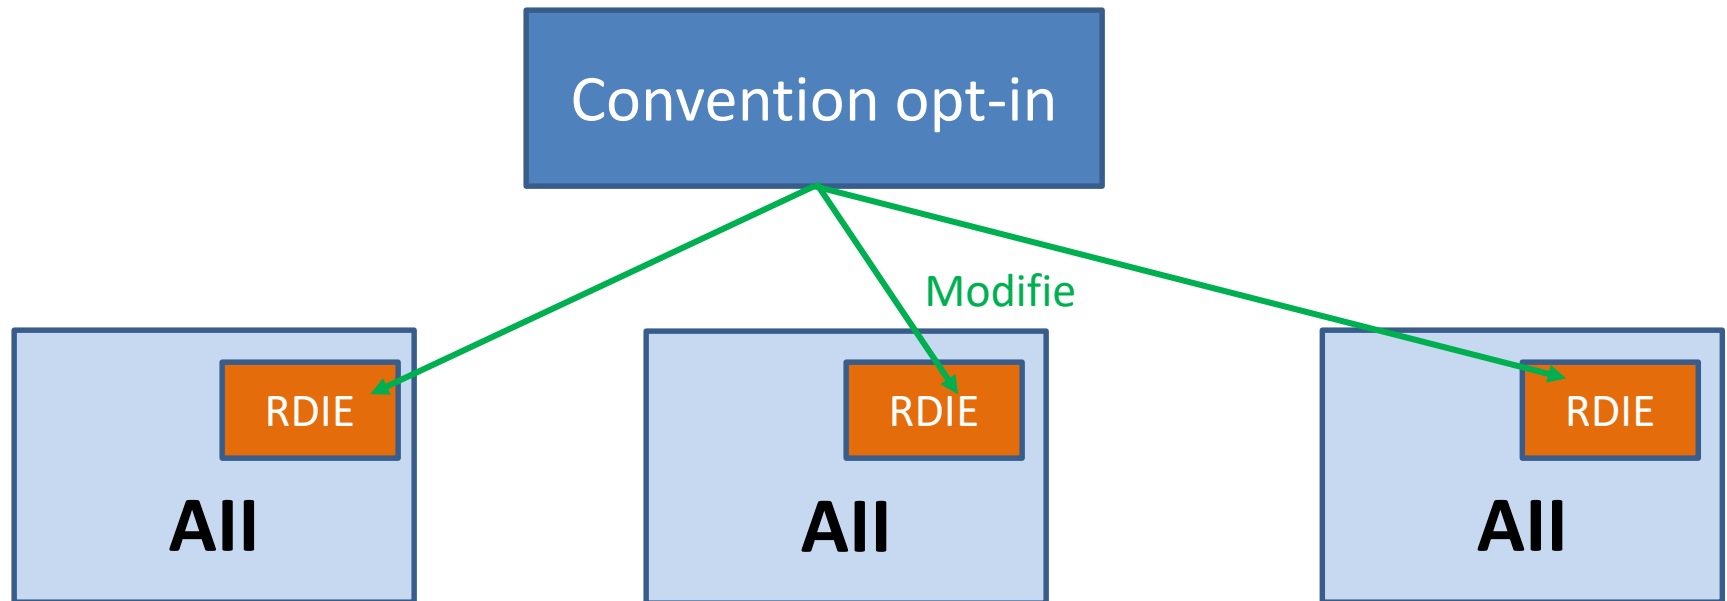 Convention opt-in
Modifie
RDIE
RDIE
RDIE
AII
AII
AII